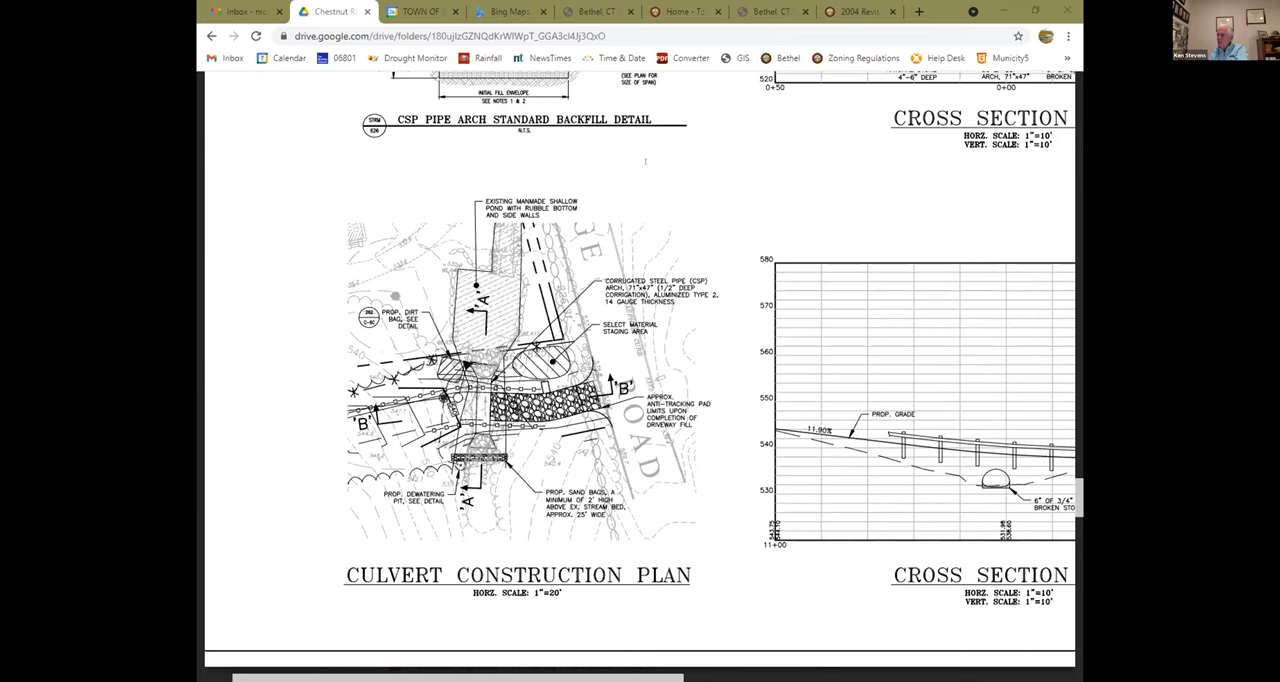 Inbox - mc
Chestnut R
TOWN OF
Bing Maps
Bethel, CT
Home - To
Bethel, CT
2004 Revis
drive.google.com/drive/folders/
Inbox
Calendar
06801
Drought Monitor
Rainfall
NewsTimes
Time & Date
Converter
GIS
Bethel
Zoning Regulations
Help Desk
Municity5
Ken Stevens
(SEE PLAN FOR
SIZE OF SPAN)
INITIAL FILL ENVELOPE
SEE NOTES 1 & 2
STRM
626
CSP PIPE ARCH STANDARD BACKFILL DETAIL
N.T.S.
520
0+50
4"-6" DEEP
ARCH, 71"x47"
BROKEN
0+00
CROSS SECTION
HORZ. SCALE: 1"=10'
VERT. SCALE: 1"=10'
EXISTING MANMADE SHALLOW
POND WITH RUBBLE BOTTOM
AND SIDE WALLS
GE
ROAD
CORRUGATED STEEL PIPE (CSP)
ARCH, 71"x47" (1/2" DEEP
CORRIGATION), ALUMINIZED TYPE 2,
14 GAUGE THICKNESS
SELECT MATERIAL
STAGING AREA
PROP. DIRT
BAG, SEE
DETAIL
'A'
'B'
'B'
'A'
APPROX.
ANTI-TRACKING PAD
LIMITS UPON
COMPLETION OF
DRIVEWAY FILL
PROP. DEWATERING
PIT, SEE DETAIL
PROP. SAND BAGS, A
MINIMUM OF 2' HIGH
ABOVE EX. STREAM BED,
APPROX. 25' WIDE
CULVERT CONSTRUCTION PLAN
HORZ. SCALE: 1"=20'
580
570
560
550
540
530
11+00
PROP. GRADE
11.90%
6" OF 3/4"
BROKEN STO
CROSS SECTION
HORZ. SCALE: 1"=10'
VERT. SCALE: 1"=10'